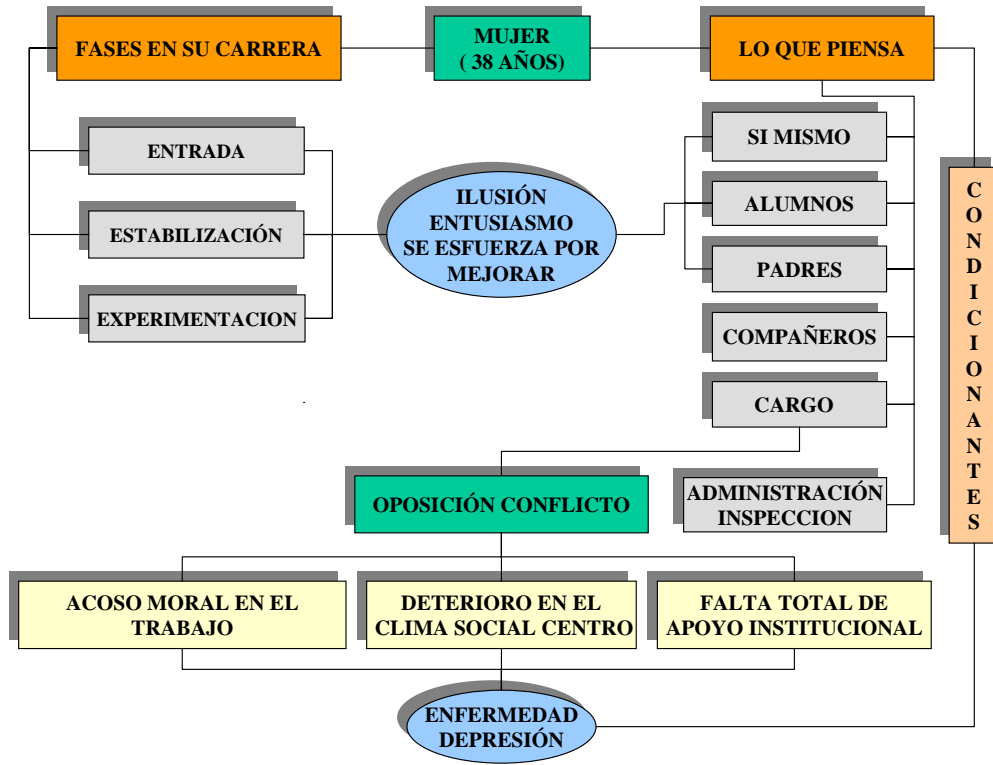 FASES EN SU CARRERA
MUJER
( 38 AÑOS)
LO QUE PIENSA
ENTRADA
ESTABILIZACIÓN
EXPERIMENTACION
ILUSIÓN
ENTUSIASMO
SE ESFUERZA POR
MEJORAR
SI MISMO
ALUMNOS
PADRES
COMPAÑEROS
CARGO
ADMINISTRACIÓN
INSPECCION
C
O
N
D
I
C
I
O
N
A
N
T
E
S
OPOSICIÓN CONFLICTO
ACOSO MORAL EN EL
TRABAJO
DETERIORO EN EL
CLIMA SOCIAL CENTRO
FALTA TOTAL DE
APOYO INSTITUCIONAL
ENFERMEDAD
DEPRESIÓN